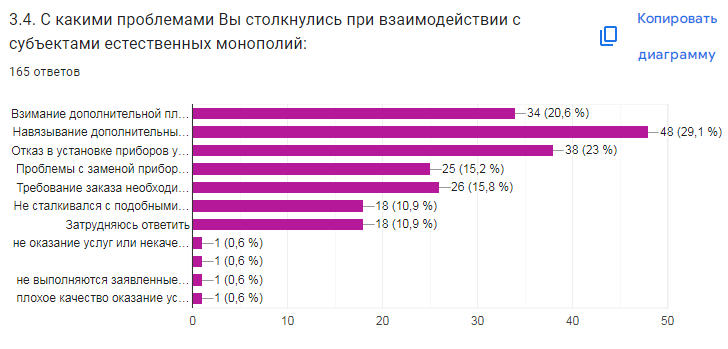 3.4. С какими проблемами Вы столкнулись при взаимодействии с
субъектами естественных монополий:
Копировать
диаграмму
165 ответов
Взимание дополнительной пл… 34 (20,6 %)
Навязывание дополнительны… 48 (29,1 %)
Отказ в установке приборов у… 38 (23 %)
Проблемы с заменой прибор… 25 (15,2 %)
Требование заказа необходи… 26 (15,8 %)
Не сталкивался с подобными… 18 (10,9 %)
Затрудняюсь ответить 18 (10,9 %)
не оказание услуг или некаче… 1 (0,6 %)
1 (0,6 %)
не выполняются заявленные… 1 (0,6 %)
плохое качество оказание ус… 1 (0,6 %)
0 10 20 30 40 50